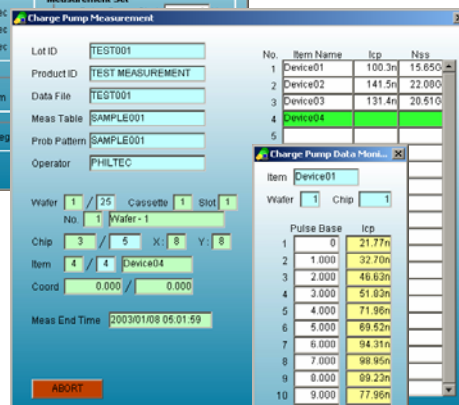 Measurement Set
Charge Pump Measurement
Lot ID TEST001
Product ID TEST MEASUREMENT
Data File TEST001
Meas Table SAMPLE001
Prob Pattern SAMPLE001
Operator PHILTEC
Wafer 1 / 25 Cassette 1 Slot 1
No. 1 Wafer - 1
Chip 3 / 5 X: 8 Y: 8
Item 4 / 4 Device04
Coord 0.000 / 0.000
Meas End Time 2003/01/08 05:01:59
ABORT
No. Item Name Icp Nss
1 Device01 100.3n 15.65G
2 Device02 141.5n 22.08G
3 Device03 131.4n 20.51G
4 Device04
5
Charge Pump Data Moni...
Item Device01
Wafer 1 Chip 1
Pulse Base Icp
1 0 21.77n
2 1.000 32.70n
3 2.000 46.63n
4 3.000 51.83n
5 4.000 71.96n
6 5.000 69.52n
7 6.000 94.31n
8 7.000 98.95n
9 8.000 89.23n
10 9.000 77.96n